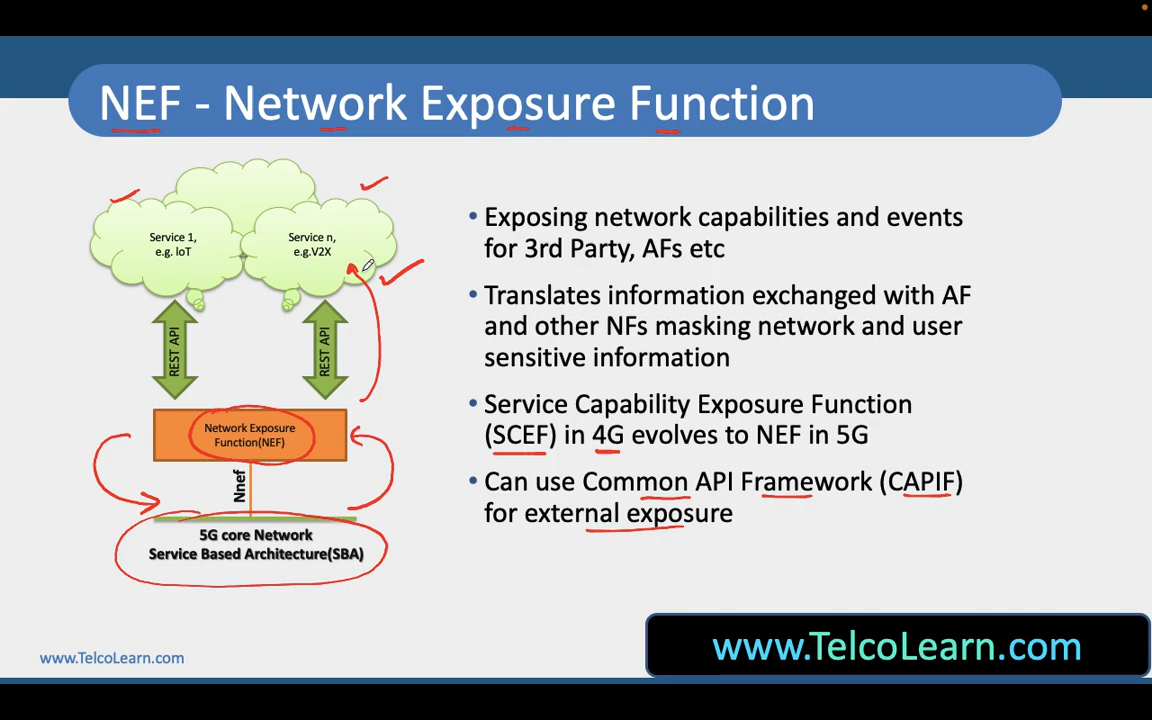 NEF - Network Exposure Function
Service 1,
e.g. IoT
Service n,
e.g.V2X
REST API
REST API
Network Exposure
Function(NEF)
Nnef
5G core Network
Service Based Architecture(SBA)
• Exposing network capabilities and events
for 3rd Party, AFs etc
• Translates information exchanged with AF
and other NFs masking network and user
sensitive information
• Service Capability Exposure Function
(SCEF) in 4G evolves to NEF in 5G
• Can use Common API Framework (CAPIF)
for external exposure
www.TelcoLearn.com
www.TelcoLearn.com